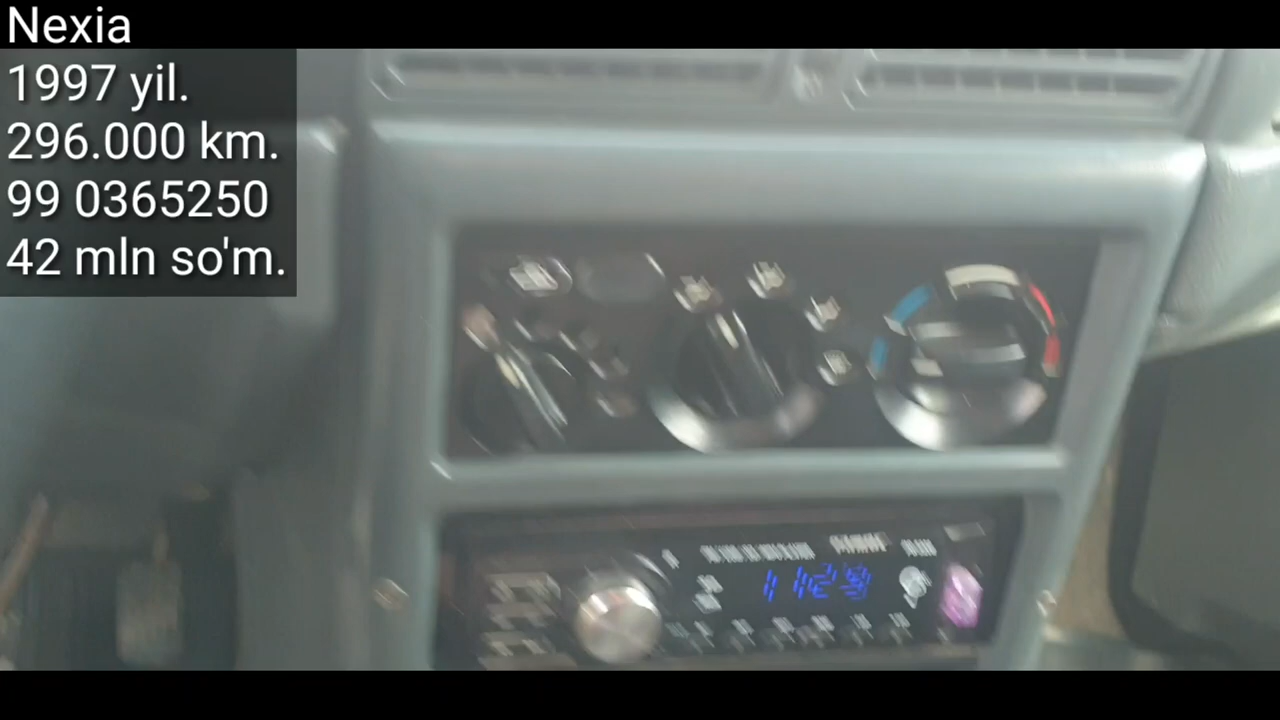 Nexia
1997 yil.
296.000 km.
99 0365250
42 mln so'm.